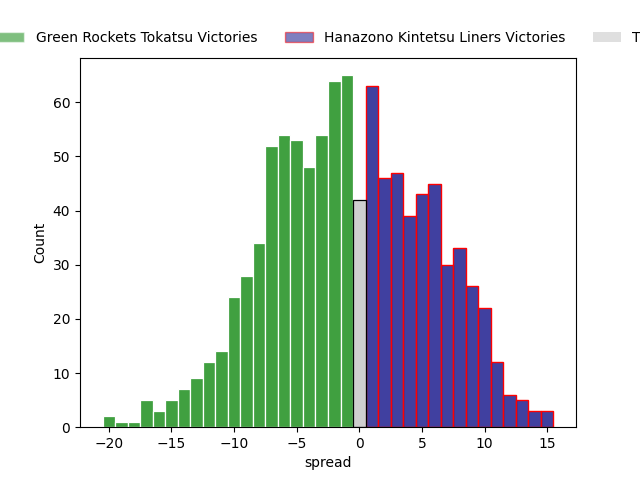 Green Rockets Tokatsu Victories Hanazono Kintetsu Liners Victories T
60
50
40
30
20
10
0
Count
−20 −15 −10 −5 0 5 10 15
spread